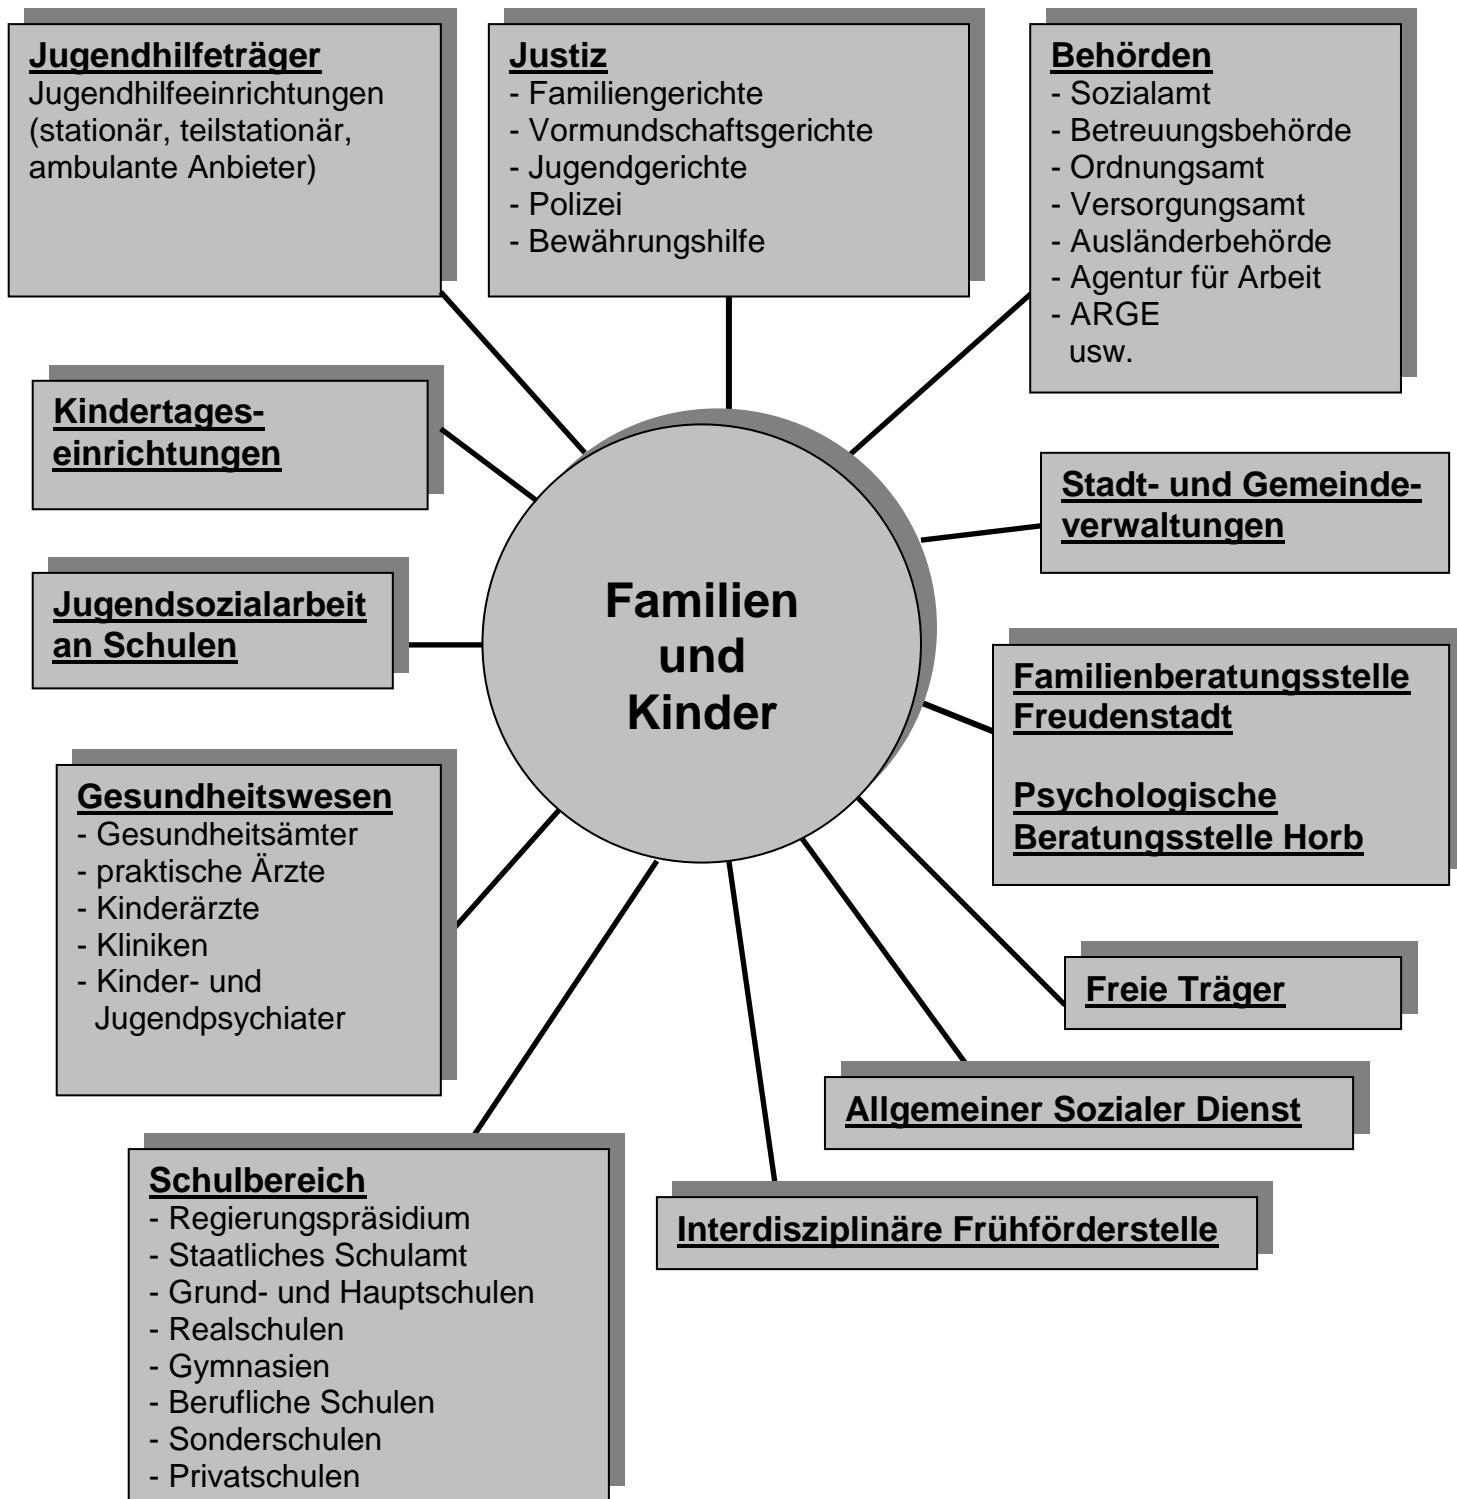 Jugendhilfeträger
Jugendhilfeeinrichtungen
(stationär, teilstationär,
ambulante Anbieter)
Justiz
- Familiengerichte
- Vormundschaftsgerichte
- Jugendgerichte
- Polizei
- Bewährungshilfe
Behörden
- Sozialamt
- Betreuungsbehörde
- Ordnungsamt
- Versorgungsamt
- Ausländerbehörde
- Agentur für Arbeit
- ARGE
usw.
Kindertages-
einrichtungen
Stadt- und Gemeinde-
verwaltungen
Jugendsozialarbeit
an Schulen
Familien
und
Kinder
Familienberatungsstelle
Freudenstadt
Psychologische
Beratungsstelle Horb
Gesundheitswesen
- Gesundheitsämter
- praktische Ärzte
- Kinderärzte
- Kliniken
- Kinder- und
Jugendpsychiater
Freie Träger
Allgemeiner Sozialer Dienst
Interdisziplinäre Frühförderstelle
Schulbereich
- Regierungspräsidium
- Staatliches Schulamt
- Grund- und Hauptschulen
- Realschulen
- Gymnasien
- Berufliche Schulen
- Sonderschulen
- Privatschulen